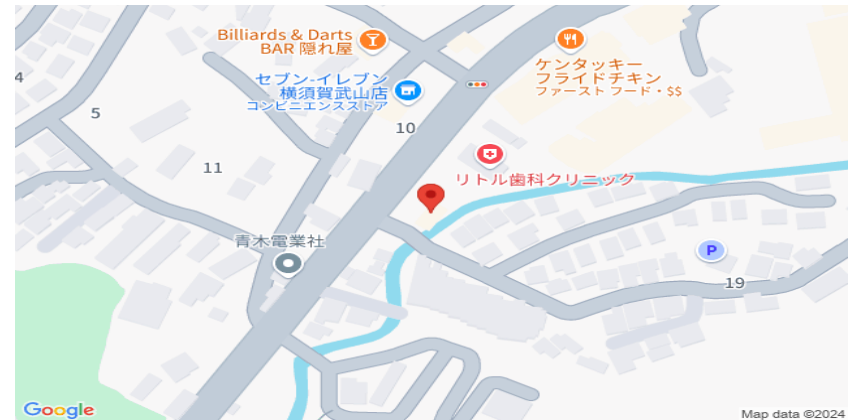 Billiards & Darts
BAR 隠れ屋
ケンタッキー
フライドチキン
ファースト フード・$$
セブン-イレブン
横須賀武山店
コンビニエンスストア
4
5
10
11
リトル歯科クリニック
青木電業社
P
19
Google
Map data ©2024